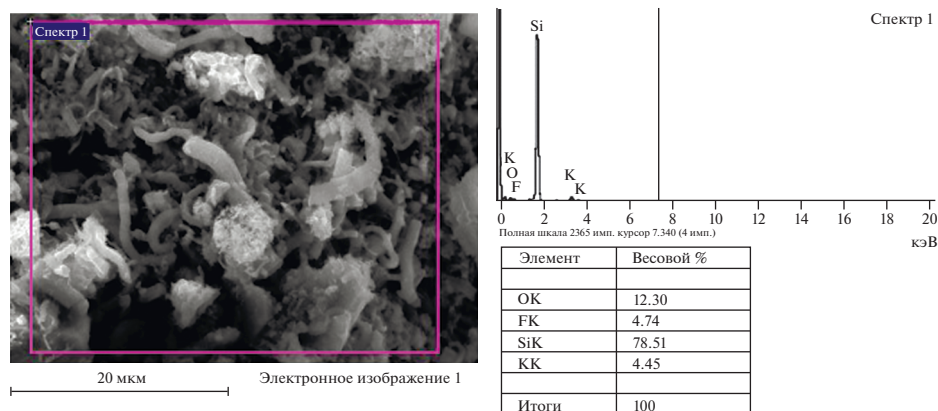 Спектр 1
20 мкм
Электронное изображение 1
Спектр 1
Si
K
O
F
K
K
0 2 4 6 8 10 12 14 16 18 20
Полная шкала 2365 имп. курсор 7.340 (4 имп.)
кэВ
Элемент Весовой %
OK 12.30
FK 4.74
SiK 78.51
KK 4.45
Итоги 100